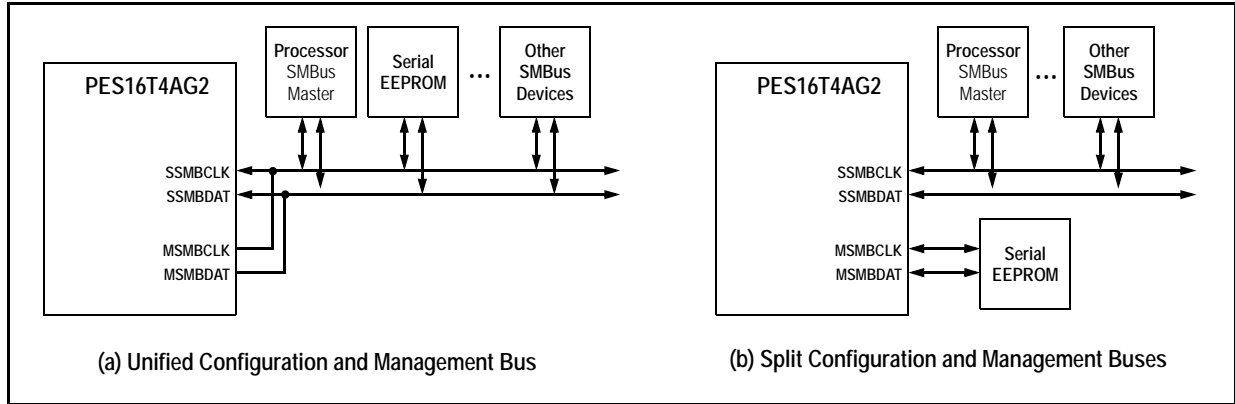 PES16T4AG2
Processor
SMBus
Master
Serial
EEPROM
...
Other
SMBus
Devices
SSMBCLK
SSMBDAT
MSMBCLK
MSMBDAT
(a) Unified Configuration and Management Bus
PES16T4AG2
Processor
SMBus
Master
...
Other
SMBus
Devices
SSMBCLK
SSMBDAT
MSMBCLK
MSMBDAT
Serial
EEPROM
(b) Split Configuration and Management Buses